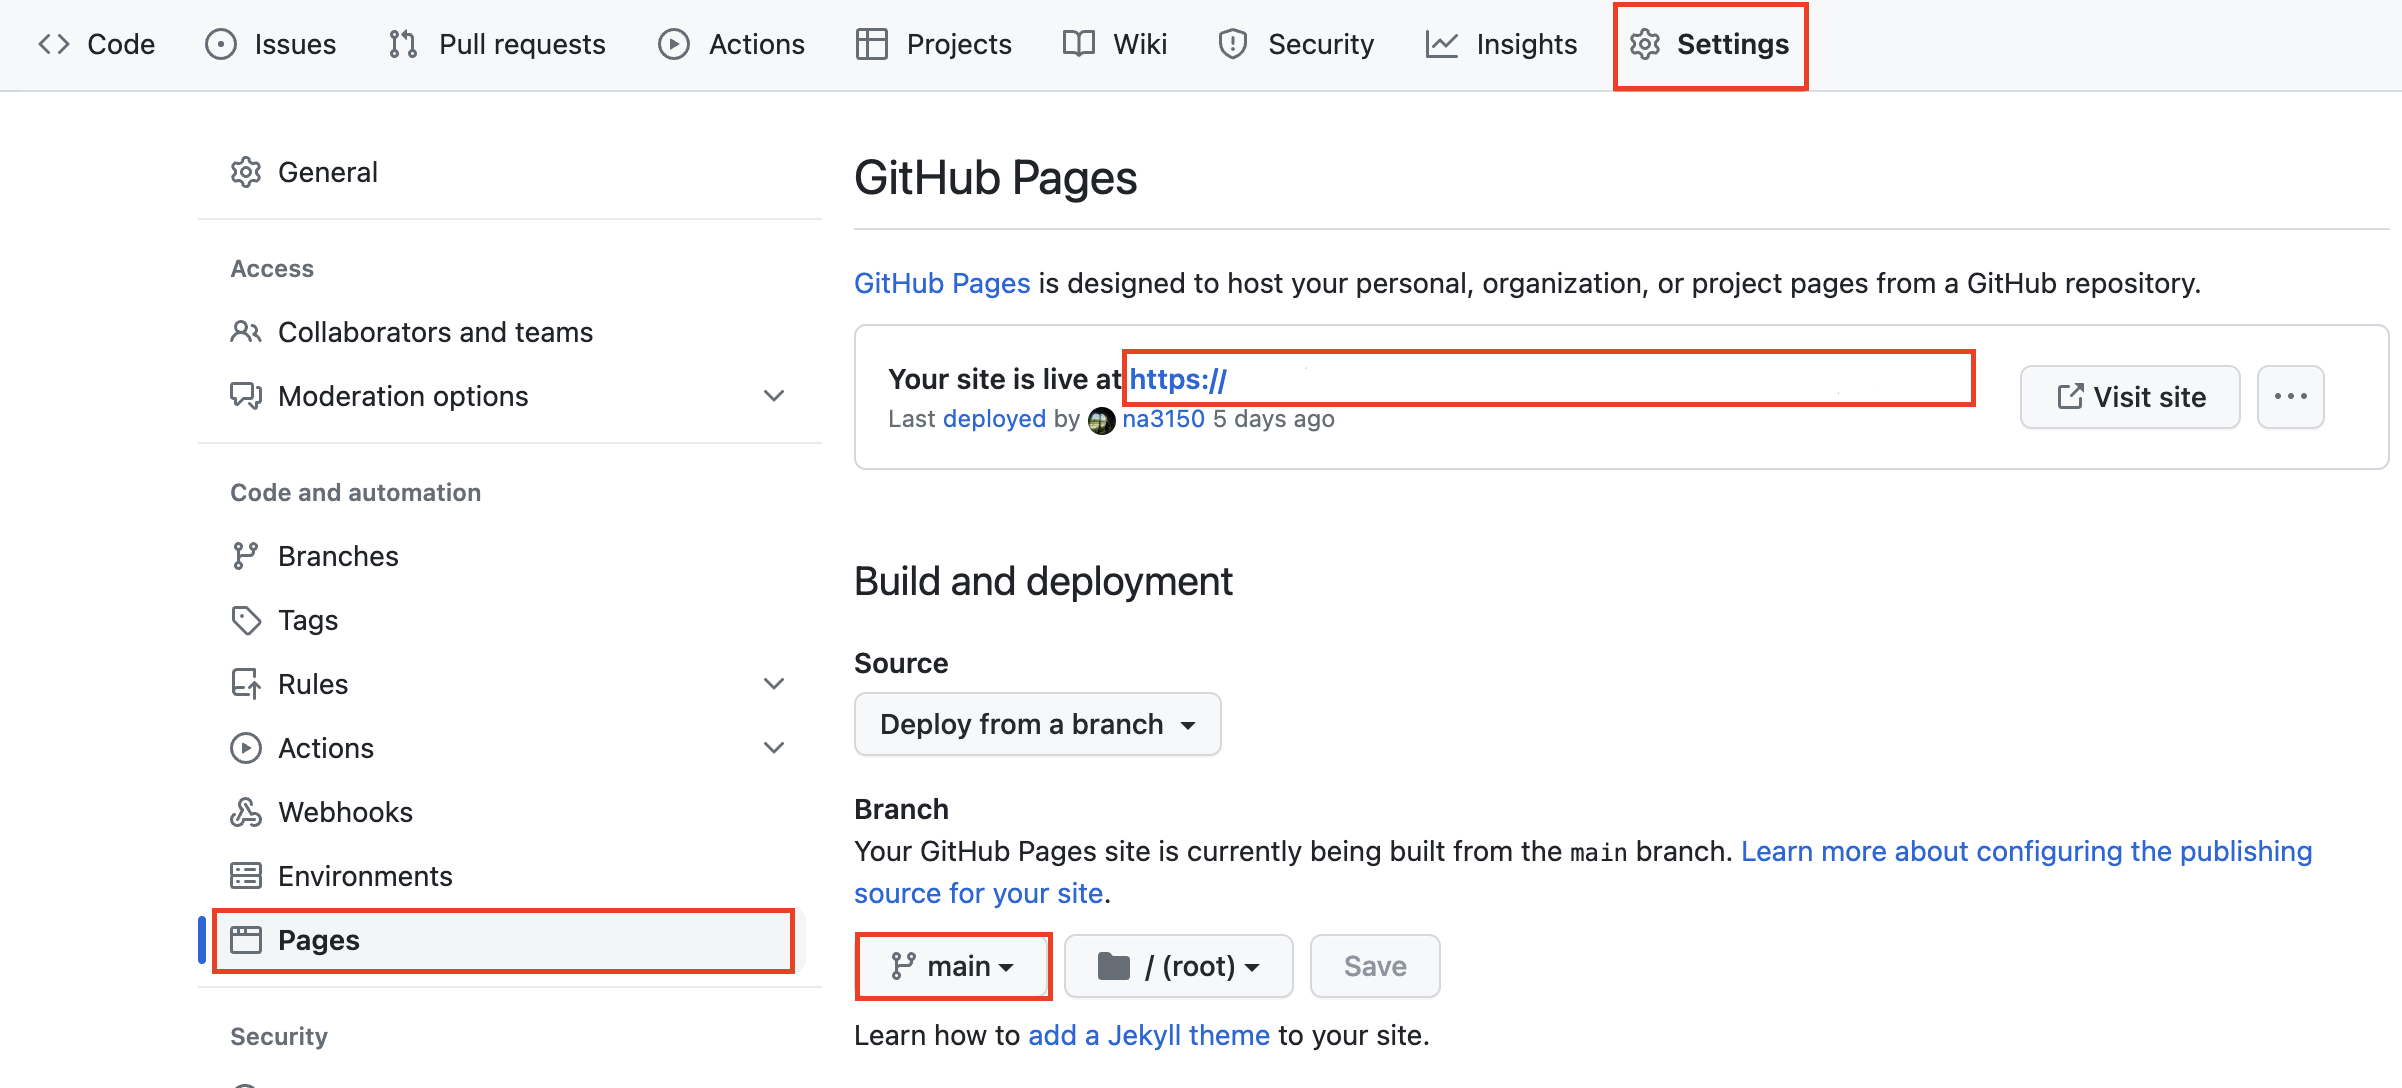 Code Issues Pull requests Actions Projects Wiki Security Insights Settings
General
Access
Collaborators and teams
Moderation options
Code and automation
Branches
Tags
Rules
Actions
Webhooks
Environments
Pages
Security
GitHub Pages
GitHub Pages is designed to host your personal, organization, or project pages from a GitHub repository.
Your site is live at https://
Last deployed by na3150 5 days ago
Visit site
Build and deployment
Source
Deploy from a branch
Branch
Your GitHub Pages site is currently being built from the main branch. Learn more about configuring the publishing
source for your site.
main / (root) Save
Learn how to add a Jekyll theme to your site.